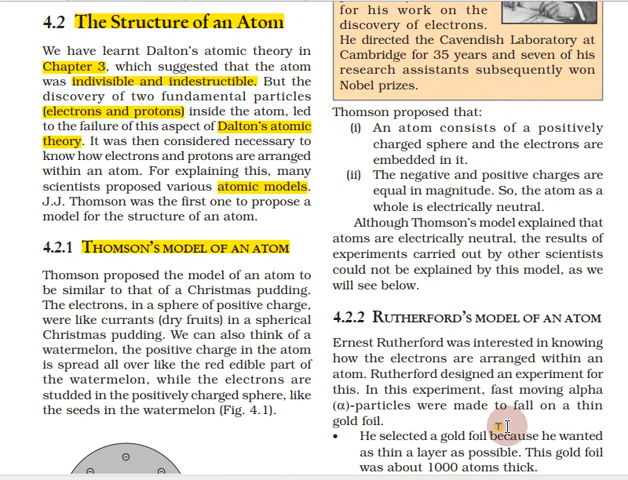 4.2 The Structure of an Atom
We have learnt Dalton's atomic theory in
Chapter 3, which suggested that the atom
was indivisible and indestructible. But the
discovery of two fundamental particles
(electrons and protons) inside the atom, led
to the failure of this aspect of Dalton's atomic
theory. It was then considered necessary to
know how electrons and protons are arranged
within an atom. For explaining this, many
scientists proposed various atomic models.
J.J. Thomson was the first one to propose a
model for the structure of an atom.
4.2.1 THOMSON'S MODEL OF AN ATOM
Thomson proposed the model of an atom to
be similar to that of a Christmas pudding.
The electrons, in a sphere of positive charge,
were like currants (dry fruits) in a spherical
Christmas pudding. We can also think of a
watermelon, the positive charge in the atom
is spread all over like the red edible part of
the watermelon, while the electrons are
studded in the positively charged sphere, like
the seeds in the watermelon (Fig. 4.1).
for his work on the
discovery of electrons.
He directed the Cavendish Laboratory at
Cambridge for 35 years and seven of his
research assistants subsequently won
Nobel prizes.
Thomson proposed that:
(i) An atom consists of a positively
charged sphere and the electrons are
embedded in it.
(ii) The negative and positive charges are
equal in magnitude. So, the atom as a
whole is electrically neutral.
Although Thomson's model explained that
atoms are electrically neutral, the results of
experiments carried out by other scientists
could not be explained by this model, as we
will see below.
4.2.2 RUTHERFORD'S MODEL OF AN ATOM
Ernest Rutherford was interested in knowing
how the electrons are arranged within an
atom. Rutherford designed an experiment for
this. In this experiment, fast moving alpha
(α)-particles were made to fall on a thin
gold foil.
T
• He selected a gold foil because he wanted
as thin a layer as possible. This gold foil
was about 1000 atoms thick.